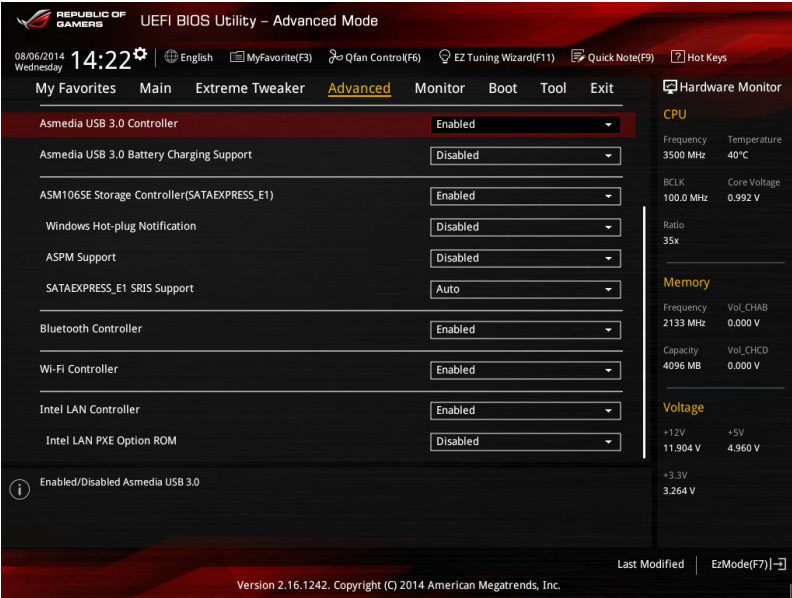 REPUBLIC OF
GAMERS
UEFI BIOS Utility – Advanced Mode
08/06/2014
Wednesday
14:22
English
MyFavorite(F3)
Qfan Control(F6)
EZ Tuning Wizard(F11)
Quick Note(F9)
? Hot Keys
My Favorites Main Extreme Tweaker Advanced Monitor Boot Tool Exit
Hardware Monitor
Asmedia USB 3.0 Controller Enabled
Asmedia USB 3.0 Battery Charging Support Disabled
ASM106SE Storage Controller(SATAEXPRESS_E1) Enabled
Windows Hot-plug Notification Disabled
ASPM Support Disabled
SATAEXPRESS_E1 SRIS Support Auto
Bluetooth Controller Enabled
Wi-Fi Controller Enabled
Intel LAN Controller Enabled
Intel LAN PXE Option ROM Disabled
CPU
Frequency Temperature
3500 MHz 40°C
BCLK Core Voltage
100.0 MHz 0.992 V
Ratio
35x
Memory
Frequency Vol_CHAB
2133 MHz 0.000 V
Capacity Vol_CHCD
4096 MB 0.000 V
Voltage
+12V +5V
11.904 V 4.960 V
+3.3V
3.264 V
i
Enabled/Disabled Asmedia USB 3.0
Last Modified EzMode(F7)
Version 2.16.1242. Copyright (C) 2014 American Megatrends, Inc.